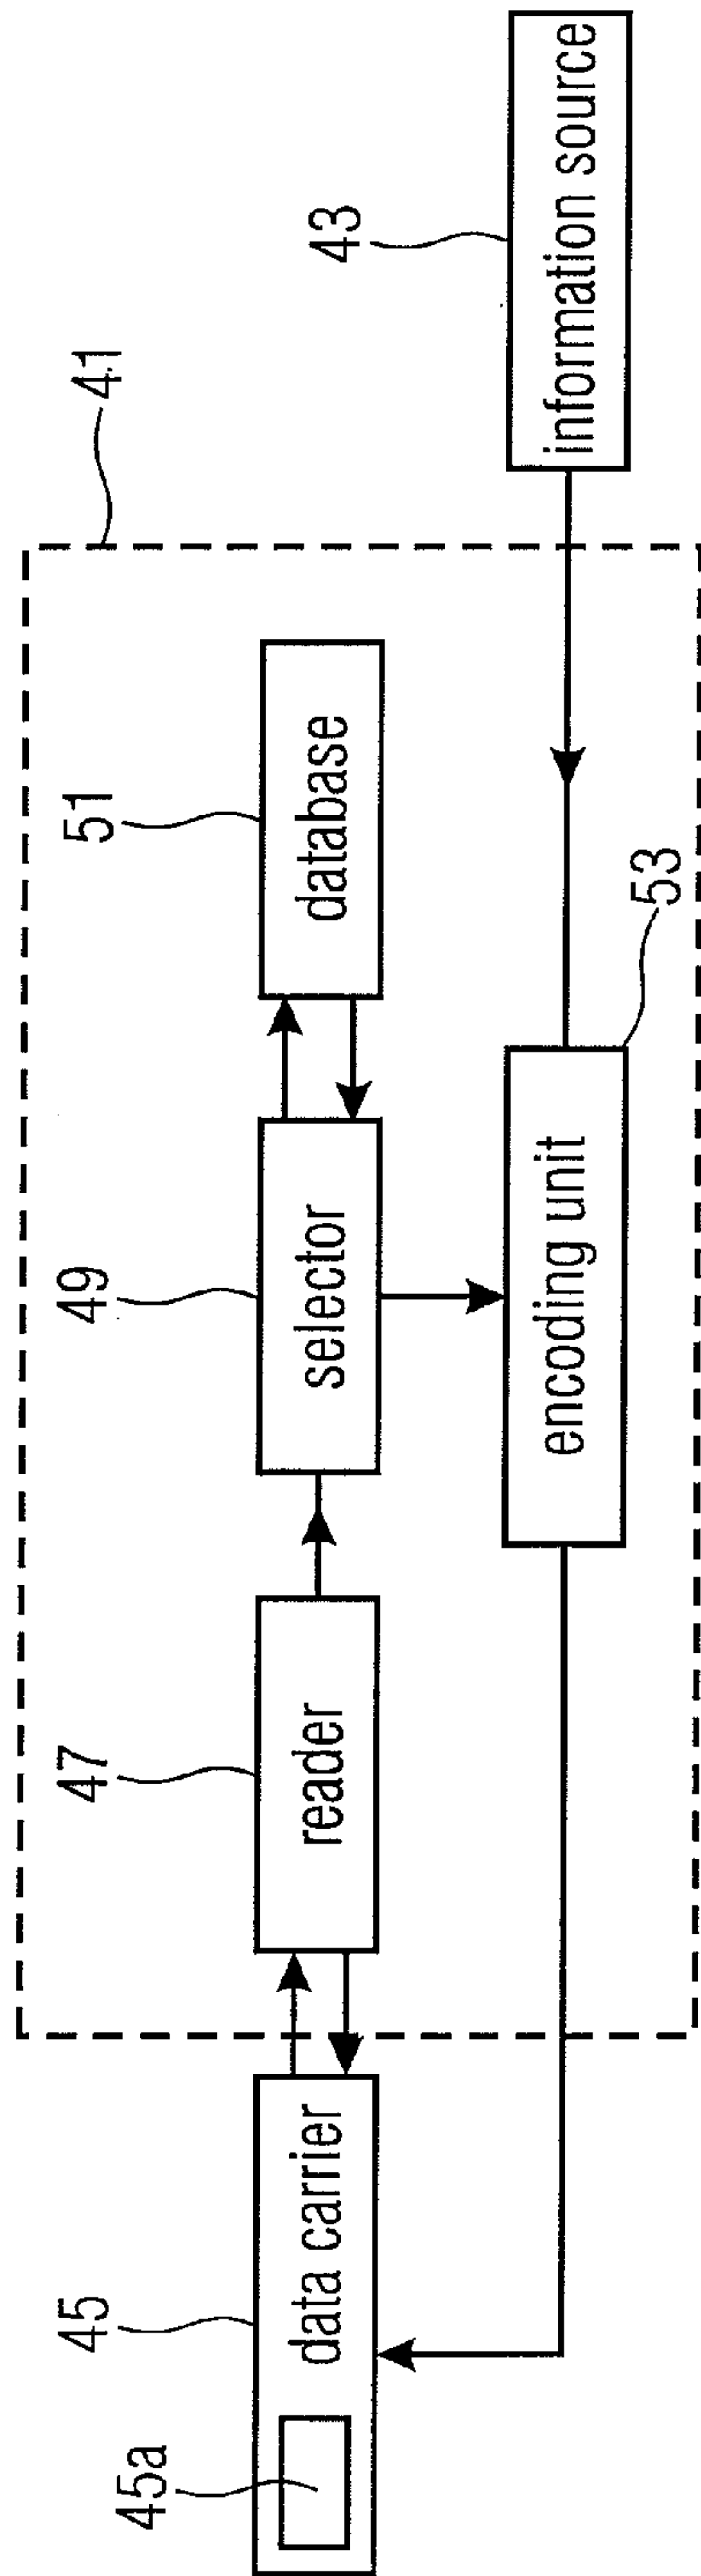 41
43
45
47
49
51
45a
data carrier
reader
selector
database
53
encoding unit
information source